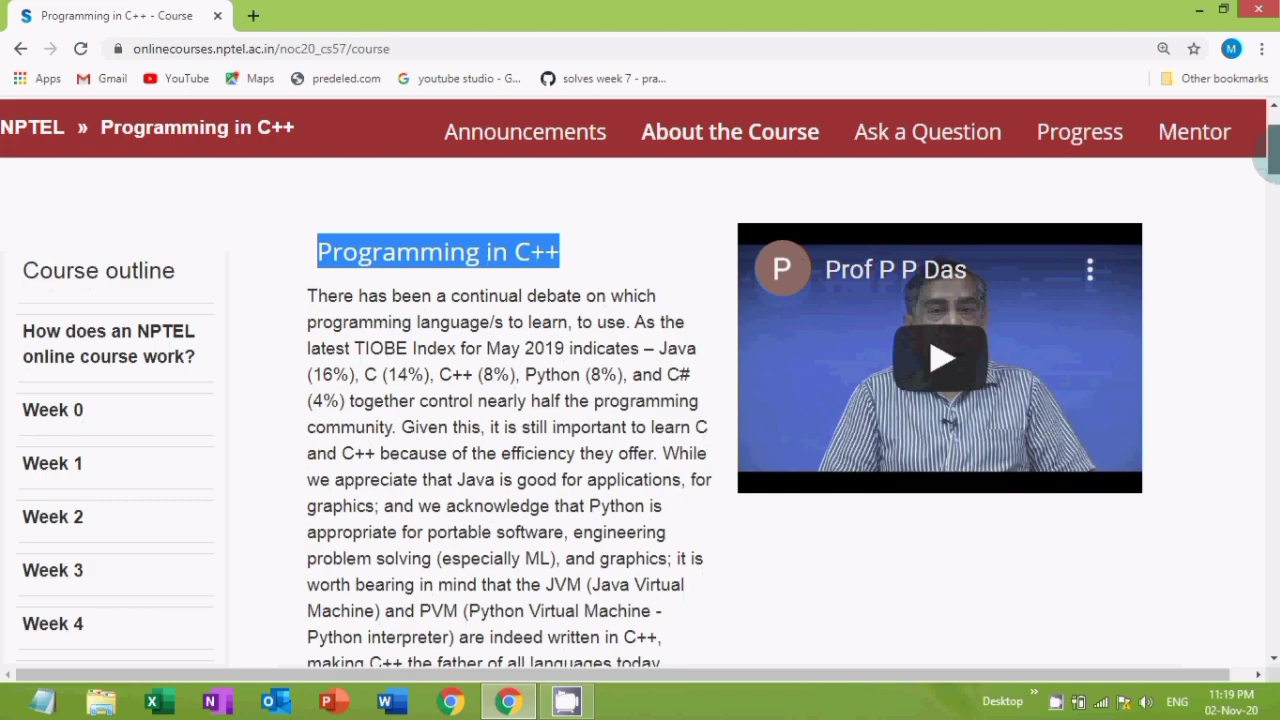 Programming in C++ - Course
onlinecourses.nptel.ac.in/noc20_cs57/course
M
Apps Gmail YouTube Maps predeled.com youtube studio - G... solves week 7 - pra... Other bookmarks
NPTEL » Programming in C++ Announcements About the Course Ask a Question Progress Mentor
Course outline
How does an NPTEL
online course work?
Week 0
Week 1
Week 2
Week 3
Week 4
Programming in C++
There has been a continual debate on which
programming language/s to learn, to use. As the
latest TIOBE Index for May 2019 indicates – Java
(16%), C (14%), C++ (8%), Python (8%), and C#
(4%) together control nearly half the programming
community. Given this, it is still important to learn C
and C++ because of the efficiency they offer. While
we appreciate that Java is good for applications, for
graphics; and we acknowledge that Python is
appropriate for portable software, engineering
problem solving (especially ML), and graphics; it is
worth bearing in mind that the JVM (Java Virtual
Machine) and PVM (Python Virtual Machine -
Python interpreter) are indeed written in C++,
making C++ the father of all languages today.
P Prof P P Das
Desktop ENG 11:19 PM
02-Nov-20